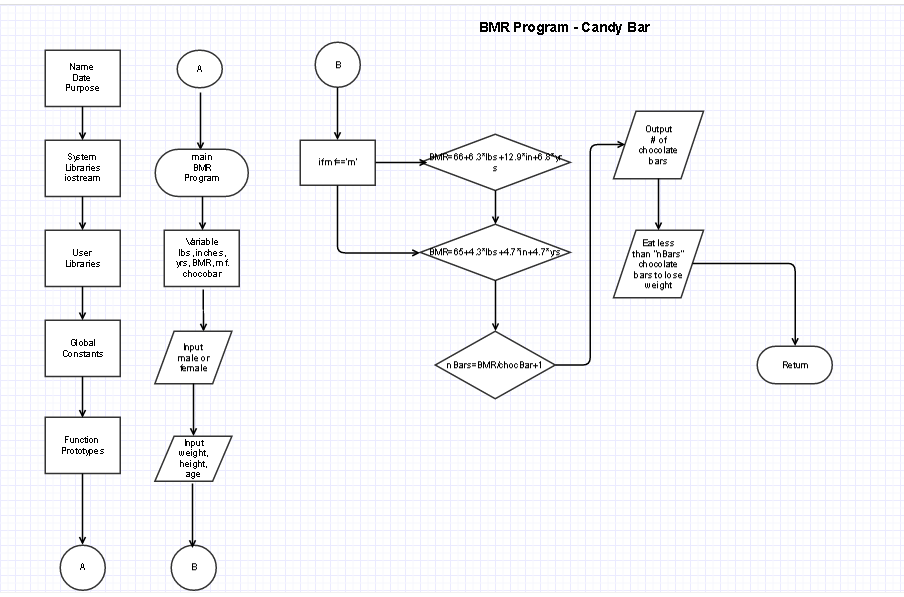 BMR Program - Candy Bar
Name
Date
Purpose
System
Libraries
iostream
User
Libraries
Global
Constants
Function
Prototypes
A
A
main
BMR
Program
Variable
lbs, inches,
yrs, BMR, mf.
chocobar
Input
male or
female
Input
weight,
height,
age
B
B
if mf=='m'
BMR=66+6.3*lbs+12.9*in+6.8*yr
s
BMR=65+4.3*lbs+4.7*in+4.7*yrs
nBars=BMR/chocBar+1
Output
# of
chocolate
bars
Eat less
than "nBars"
chocolate
bars to lose
weight
Return